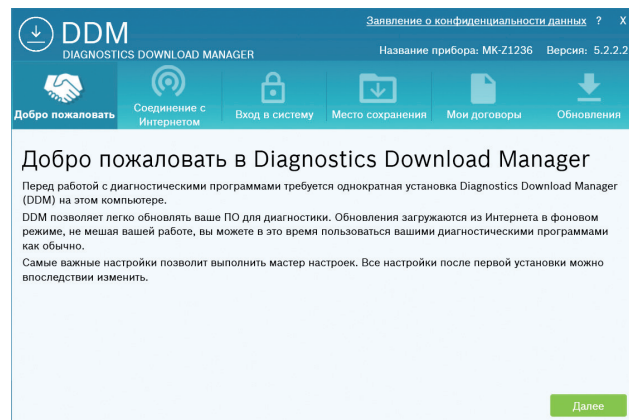 Заявление о конфиденциальности данных ? X
DDM
DIAGNOSTICS DOWNLOAD MANAGER
Название прибора: MK-Z1236 Версия: 5.2.2.2
Добро пожаловать
Соединение с
Интернетом
Вход в систему
Место сохранения
Мои договоры
Обновления
Добро пожаловать в Diagnostics Download Manager
Перед работой с диагностическими программами требуется однократная установка Diagnostics Download Manager
(DDM) на этом компьютере.
DDM позволяет легко обновлять ваше ПО для диагностики. Обновления загружаются из Интернета в фоновом
режиме, не мешая вашей работе, вы можете в это время пользоваться вашими диагностическими программами
как обычно.
Самые важные настройки позволит выполнить мастер настроек. Все настройки после первой установки можно
впоследствии изменить.
Далее